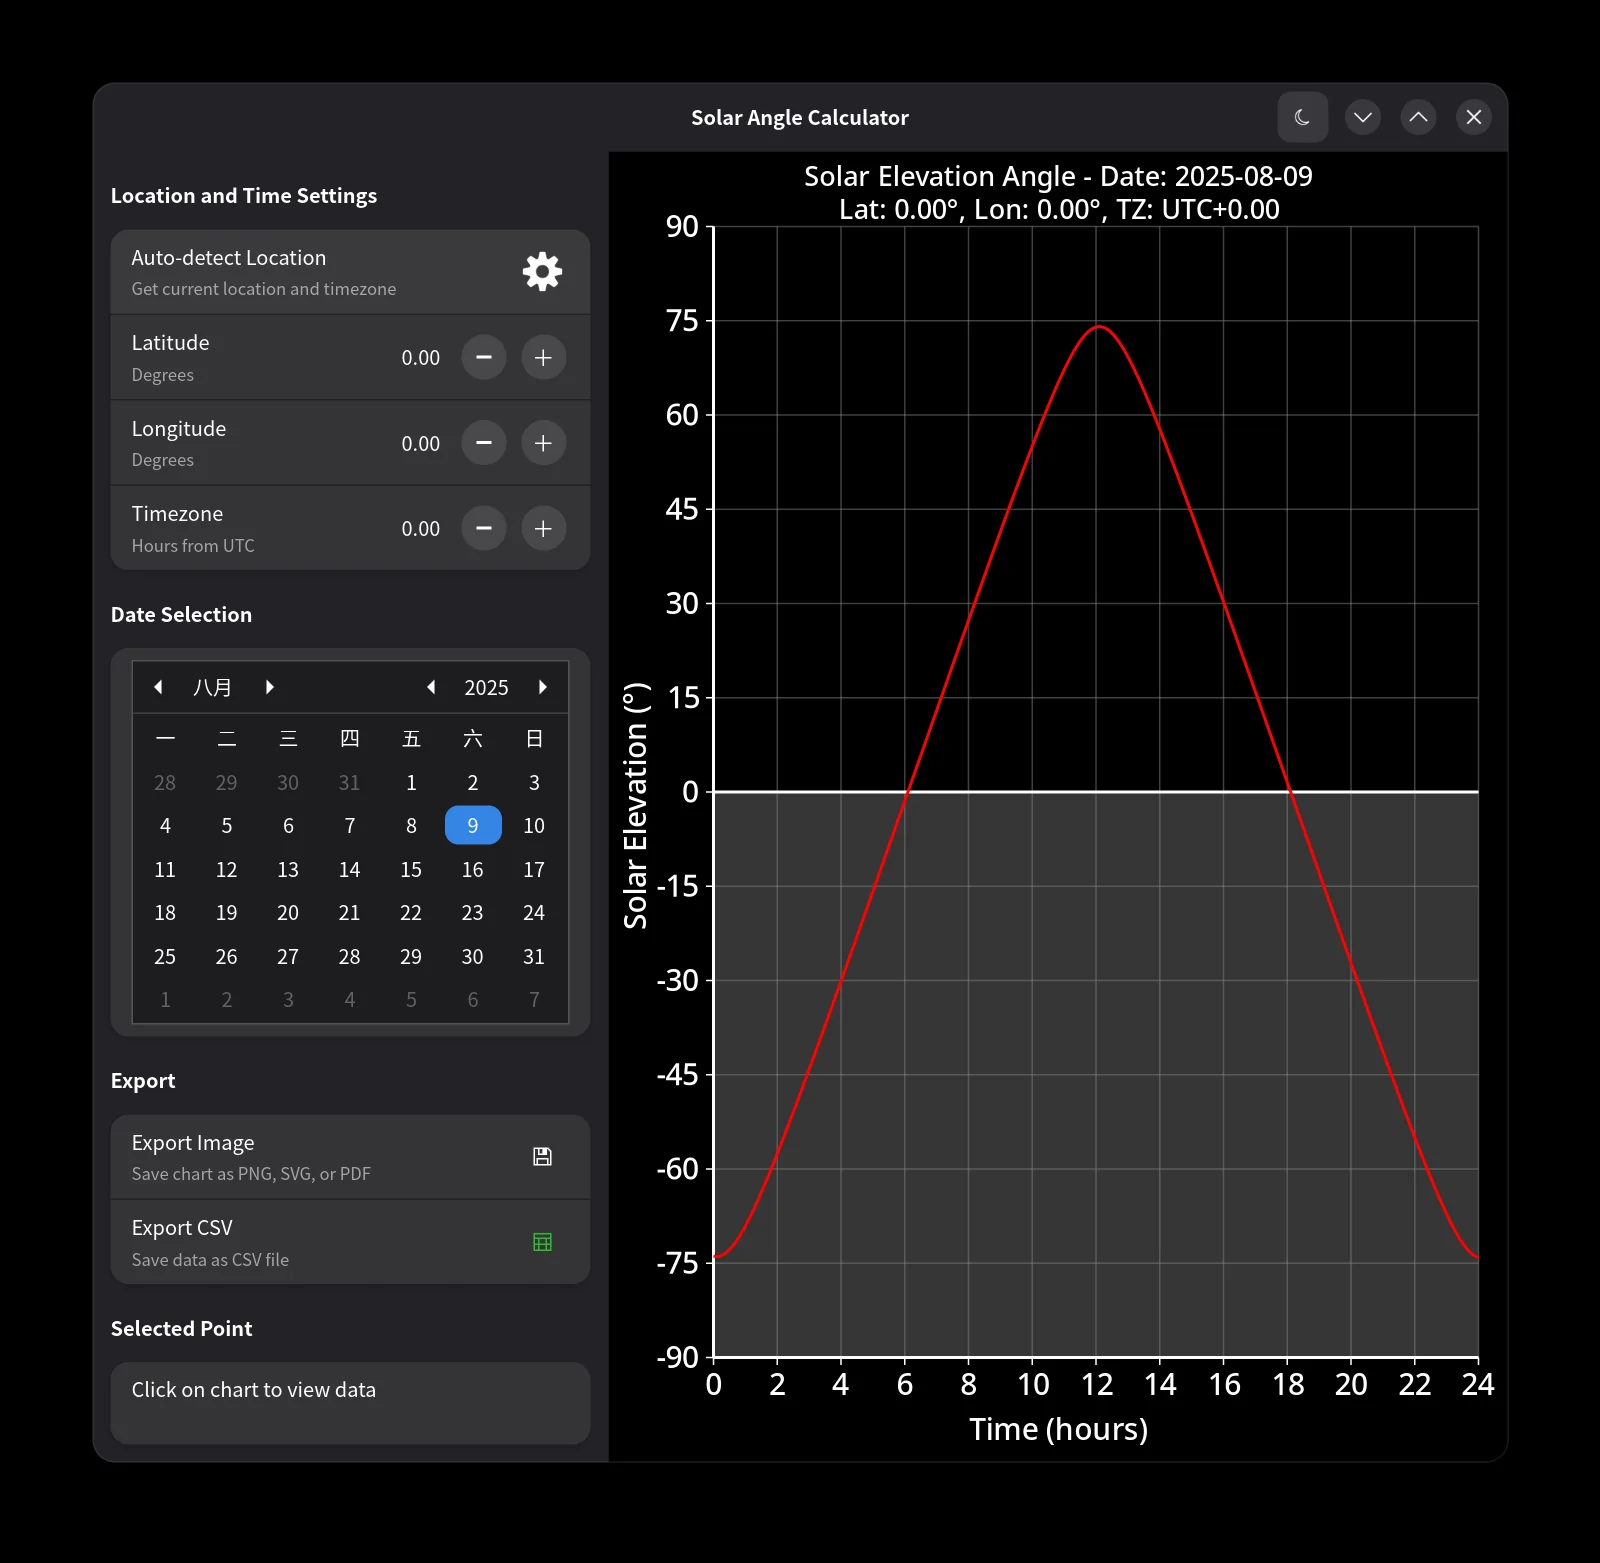 Solar Angle Calculator
Location and Time Settings
Auto-detect Location
Get current location and timezone
Latitude
Degrees
0.00
Longitude
Degrees
0.00
Timezone
Hours from UTC
0.00
Date Selection
八月 2025
一 二 三 四 五 六 日
28 29 30 31 1 2 3
4 5 6 7 8 9 10
11 12 13 14 15 16 17
18 19 20 21 22 23 24
25 26 27 28 29 30 31
1 2 3 4 5 6 7
Export
Export Image
Save chart as PNG, SVG, or PDF
Export CSV
Save data as CSV file
Selected Point
Click on chart to view data
Solar Elevation Angle - Date: 2025-08-09
Lat: 0.00°, Lon: 0.00°, TZ: UTC+0.00
Solar Elevation (°)
90
75
60
45
30
15
0
-15
-30
-45
-60
-75
-90
0 2 4 6 8 10 12 14 16 18 20 22 24
Time (hours)